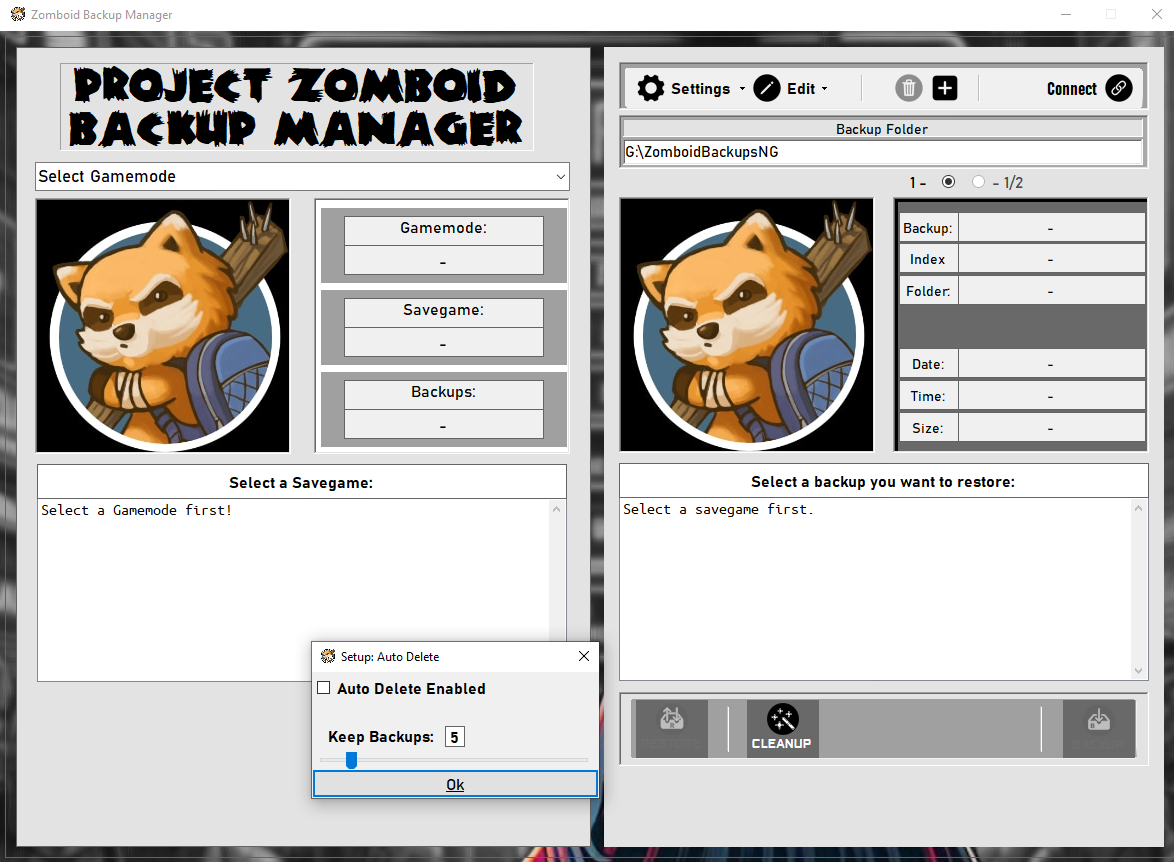 Zomboid Backup Manager
PROJECT ZOMBOID
BACKUP MANAGER
Select Gamemode
Gamemode:
-
Savegame:
-
Backups:
-
Select a Savegame:
Select a Gamemode first!
Settings
Edit
Connect
Backup Folder
G:\ZomboidBackupsNG
1 -
- 1/2
Backup: -
Index -
Folder: -
Date: -
Time: -
Size: -
Select a backup you want to restore:
Select a savegame first.
RESTORE
CLEANUP
BACKUP
Setup: Auto Delete
Auto Delete Enabled
Keep Backups: 5
Ok